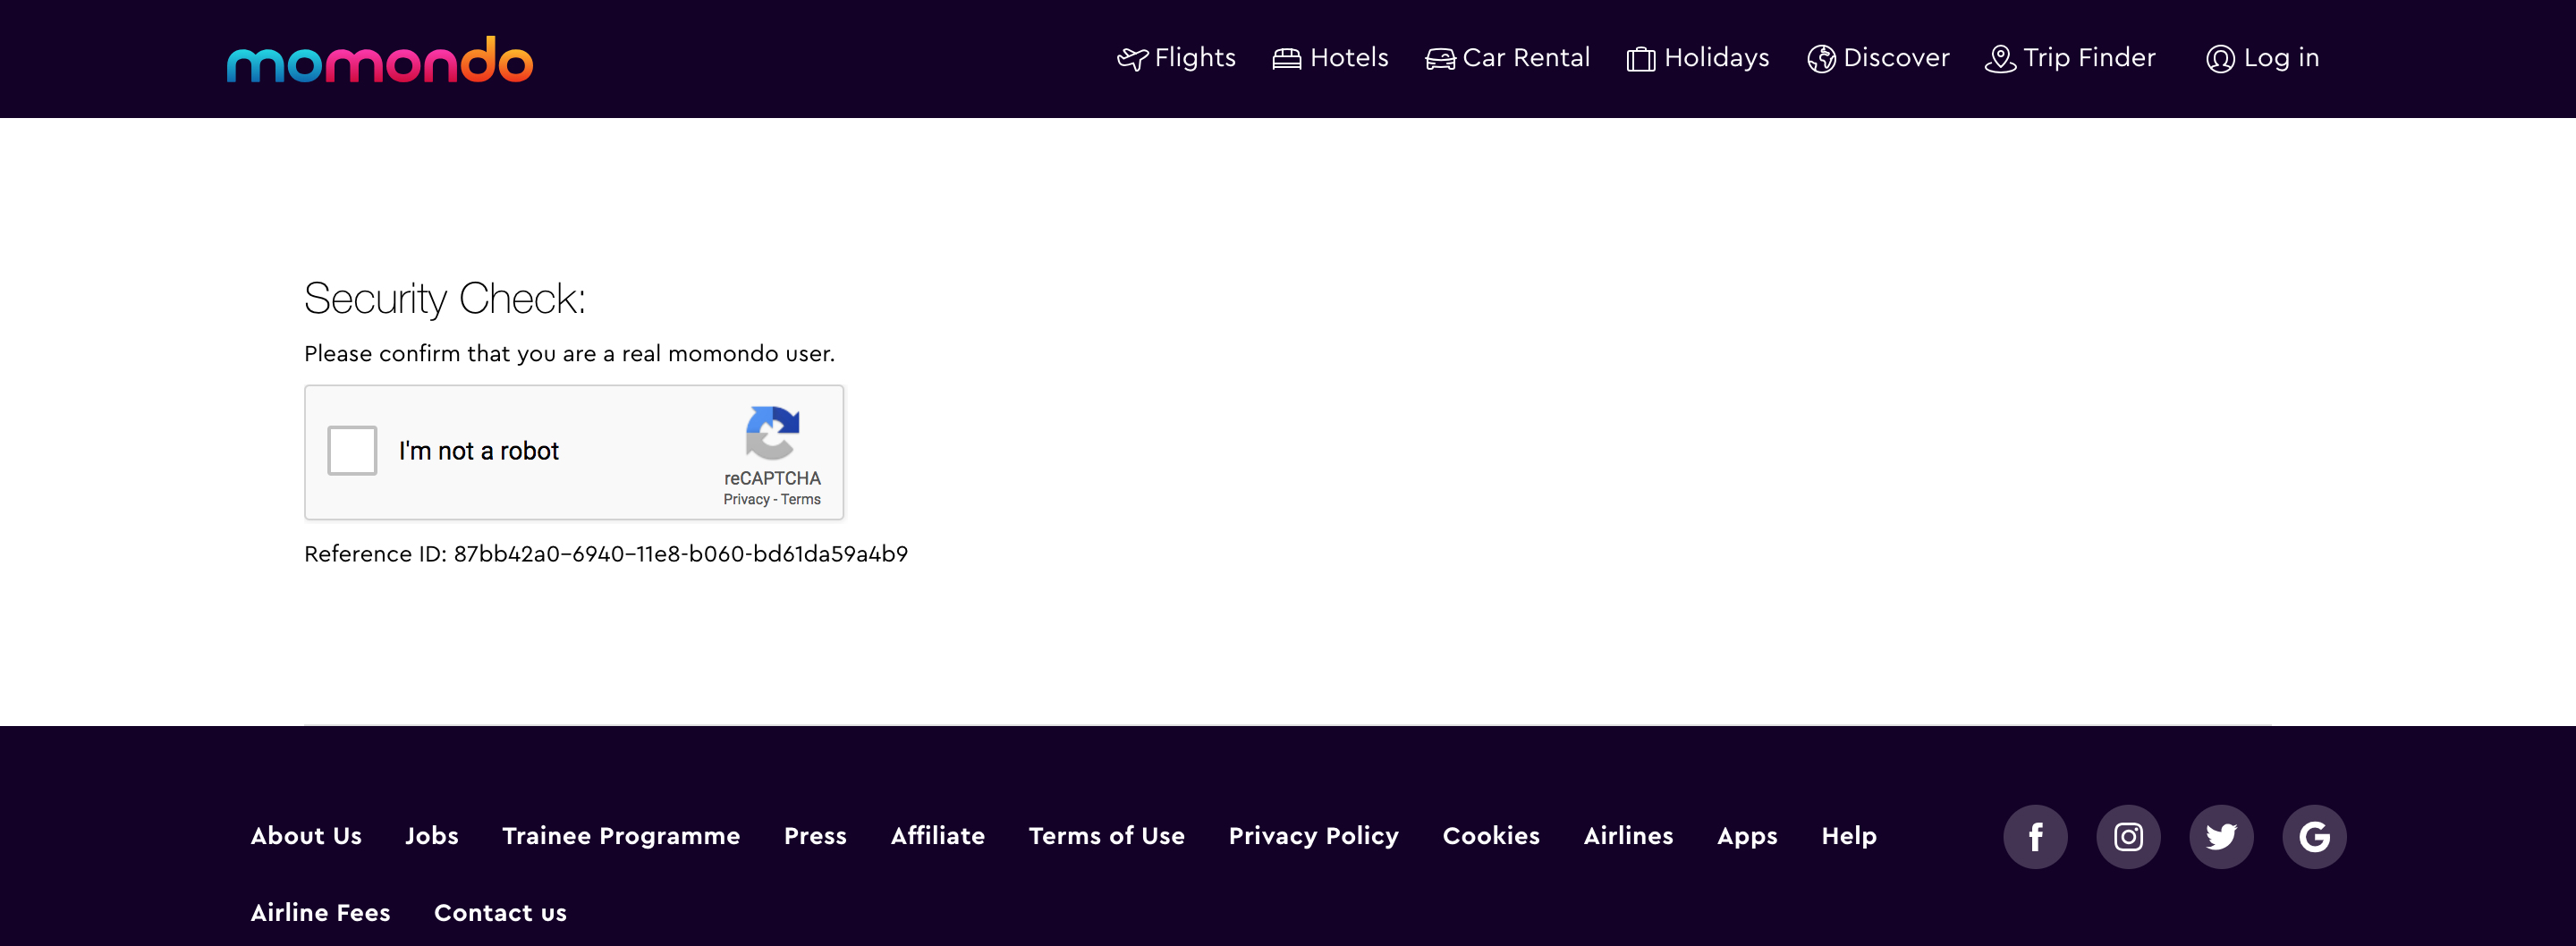 momondo
Flights Hotels Car Rental Holidays Discover Trip Finder Log in
Security Check:
Please confirm that you are a real momondo user.
I'm not a robot
reCAPTCHA
Privacy - Terms
Reference ID: 87bb42a0-6940-11e8-b060-bd61da59a4b9
About Us Jobs Trainee Programme Press Affiliate Terms of Use Privacy Policy Cookies Airlines Apps Help
Airline Fees Contact us